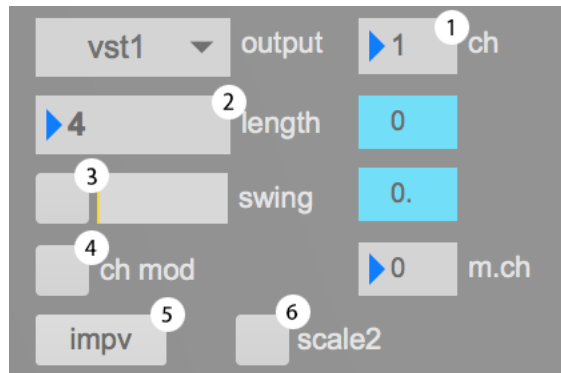 vst1 output 1 1 ch
4 2 length 0
3 swing 0.
4 ch mod 0 m.ch
impv 5 6 scale2